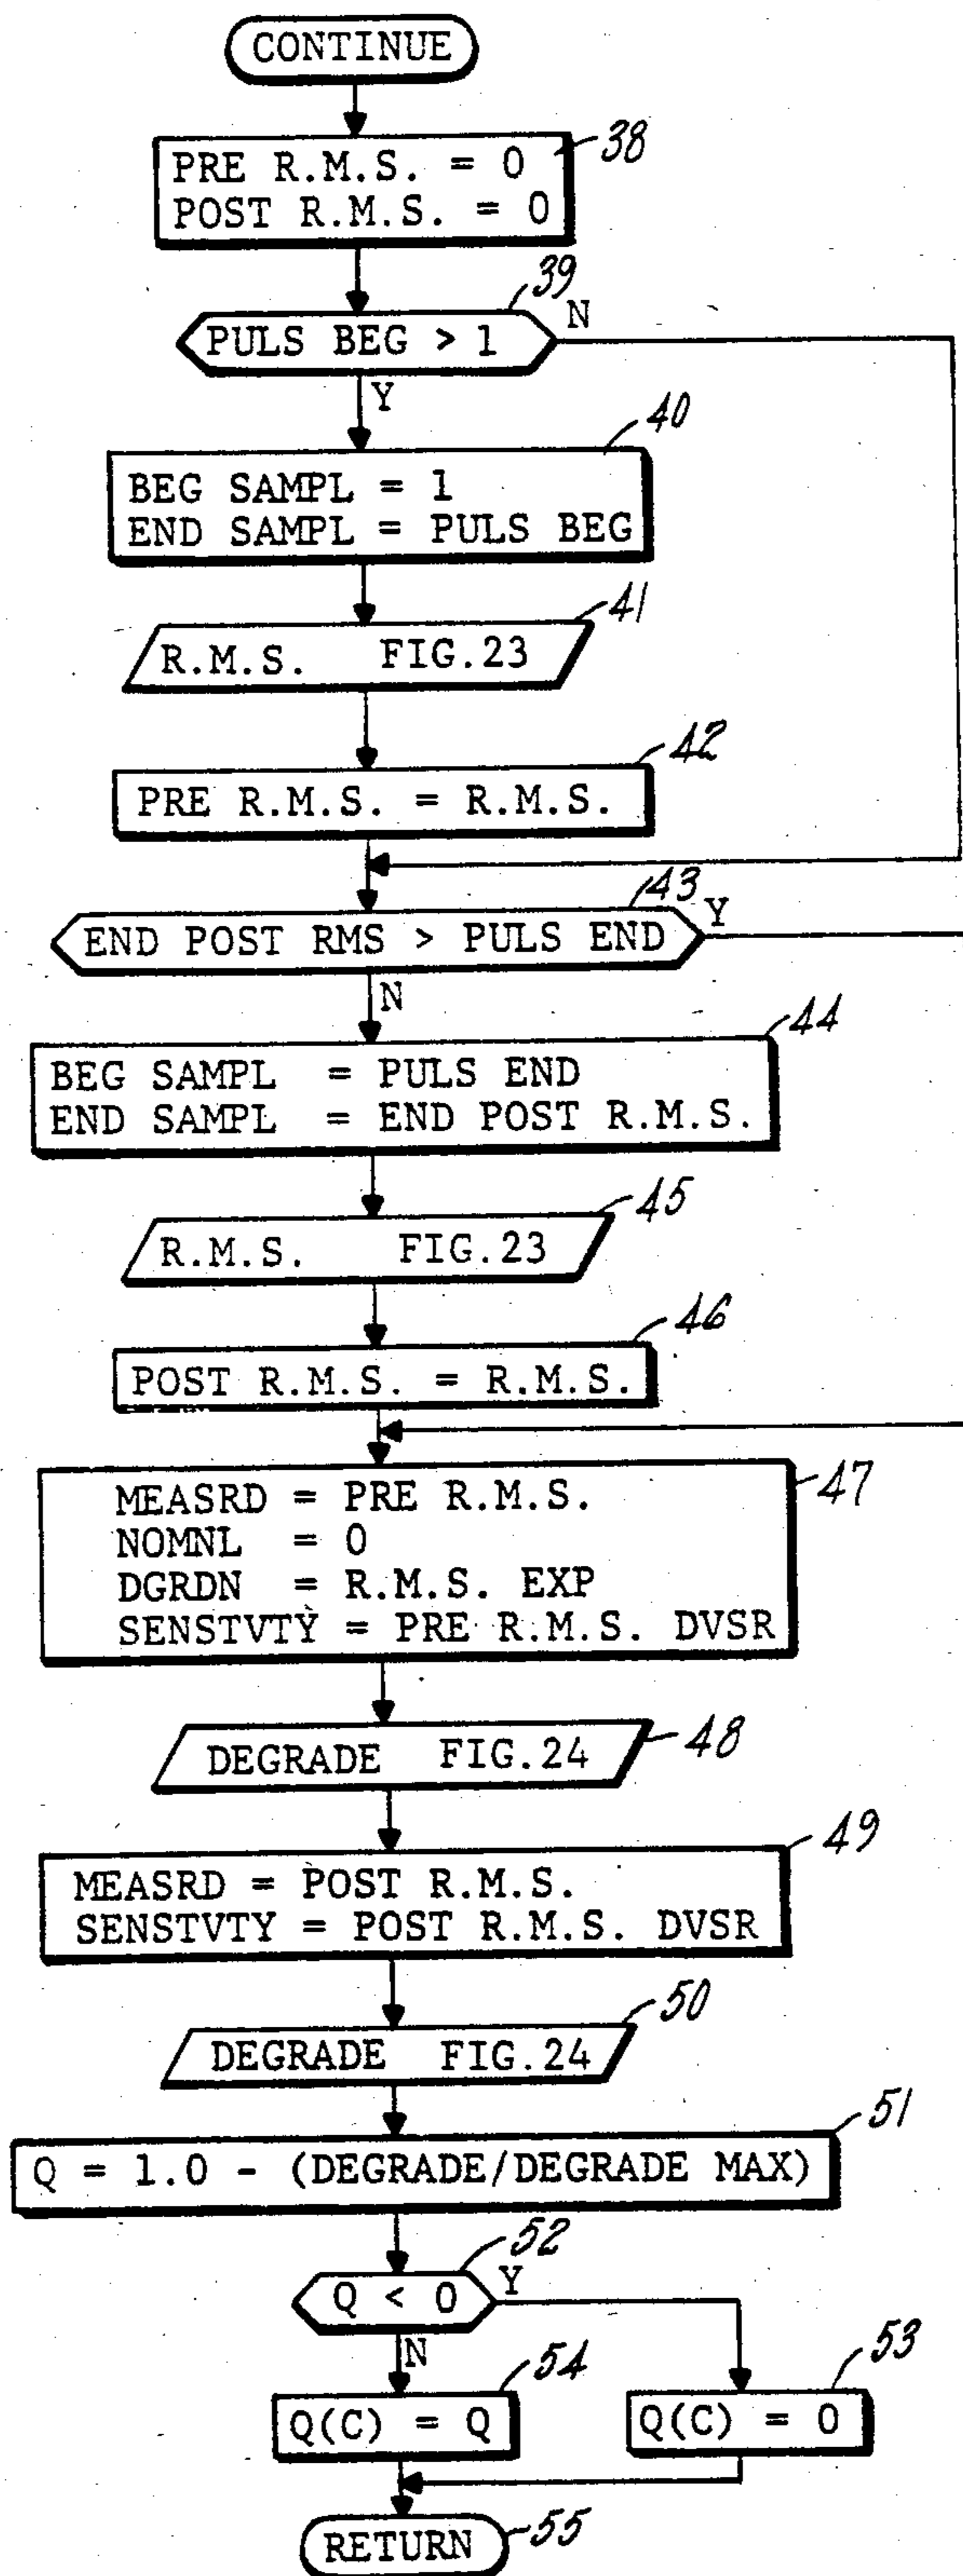 CONTINUE
38
PRE R.M.S. = 0
POST R.M.S. = 0
39
PULS BEG > 1
N
Y
40
BEG SAMPL = 1
END SAMPL = PULS BEG
41
R.M.S. FIG.23
42
PRE R.M.S. = R.M.S.
43
END POST RMS > PULS END
Y
N
44
BEG SAMPL = PULS END
END SAMPL = END POST R.M.S.
45
R.M.S. FIG.23
46
POST R.M.S. = R.M.S.
47
MEASRD = PRE R.M.S.
NOMNL = 0
DGRDN = R.M.S. EXP
SENSTVTY = PRE R.M.S. DVSR
48
DEGRADE FIG.24
49
MEASRD = POST R.M.S.
SENSTVTY = POST R.M.S. DVSR
50
DEGRADE FIG.24
51
Q = 1.0 - (DEGRADE/DEGRADE MAX)
52
Q < 0
Y
N
54
Q(C) = Q
53
Q(C) = 0
RETURN
55